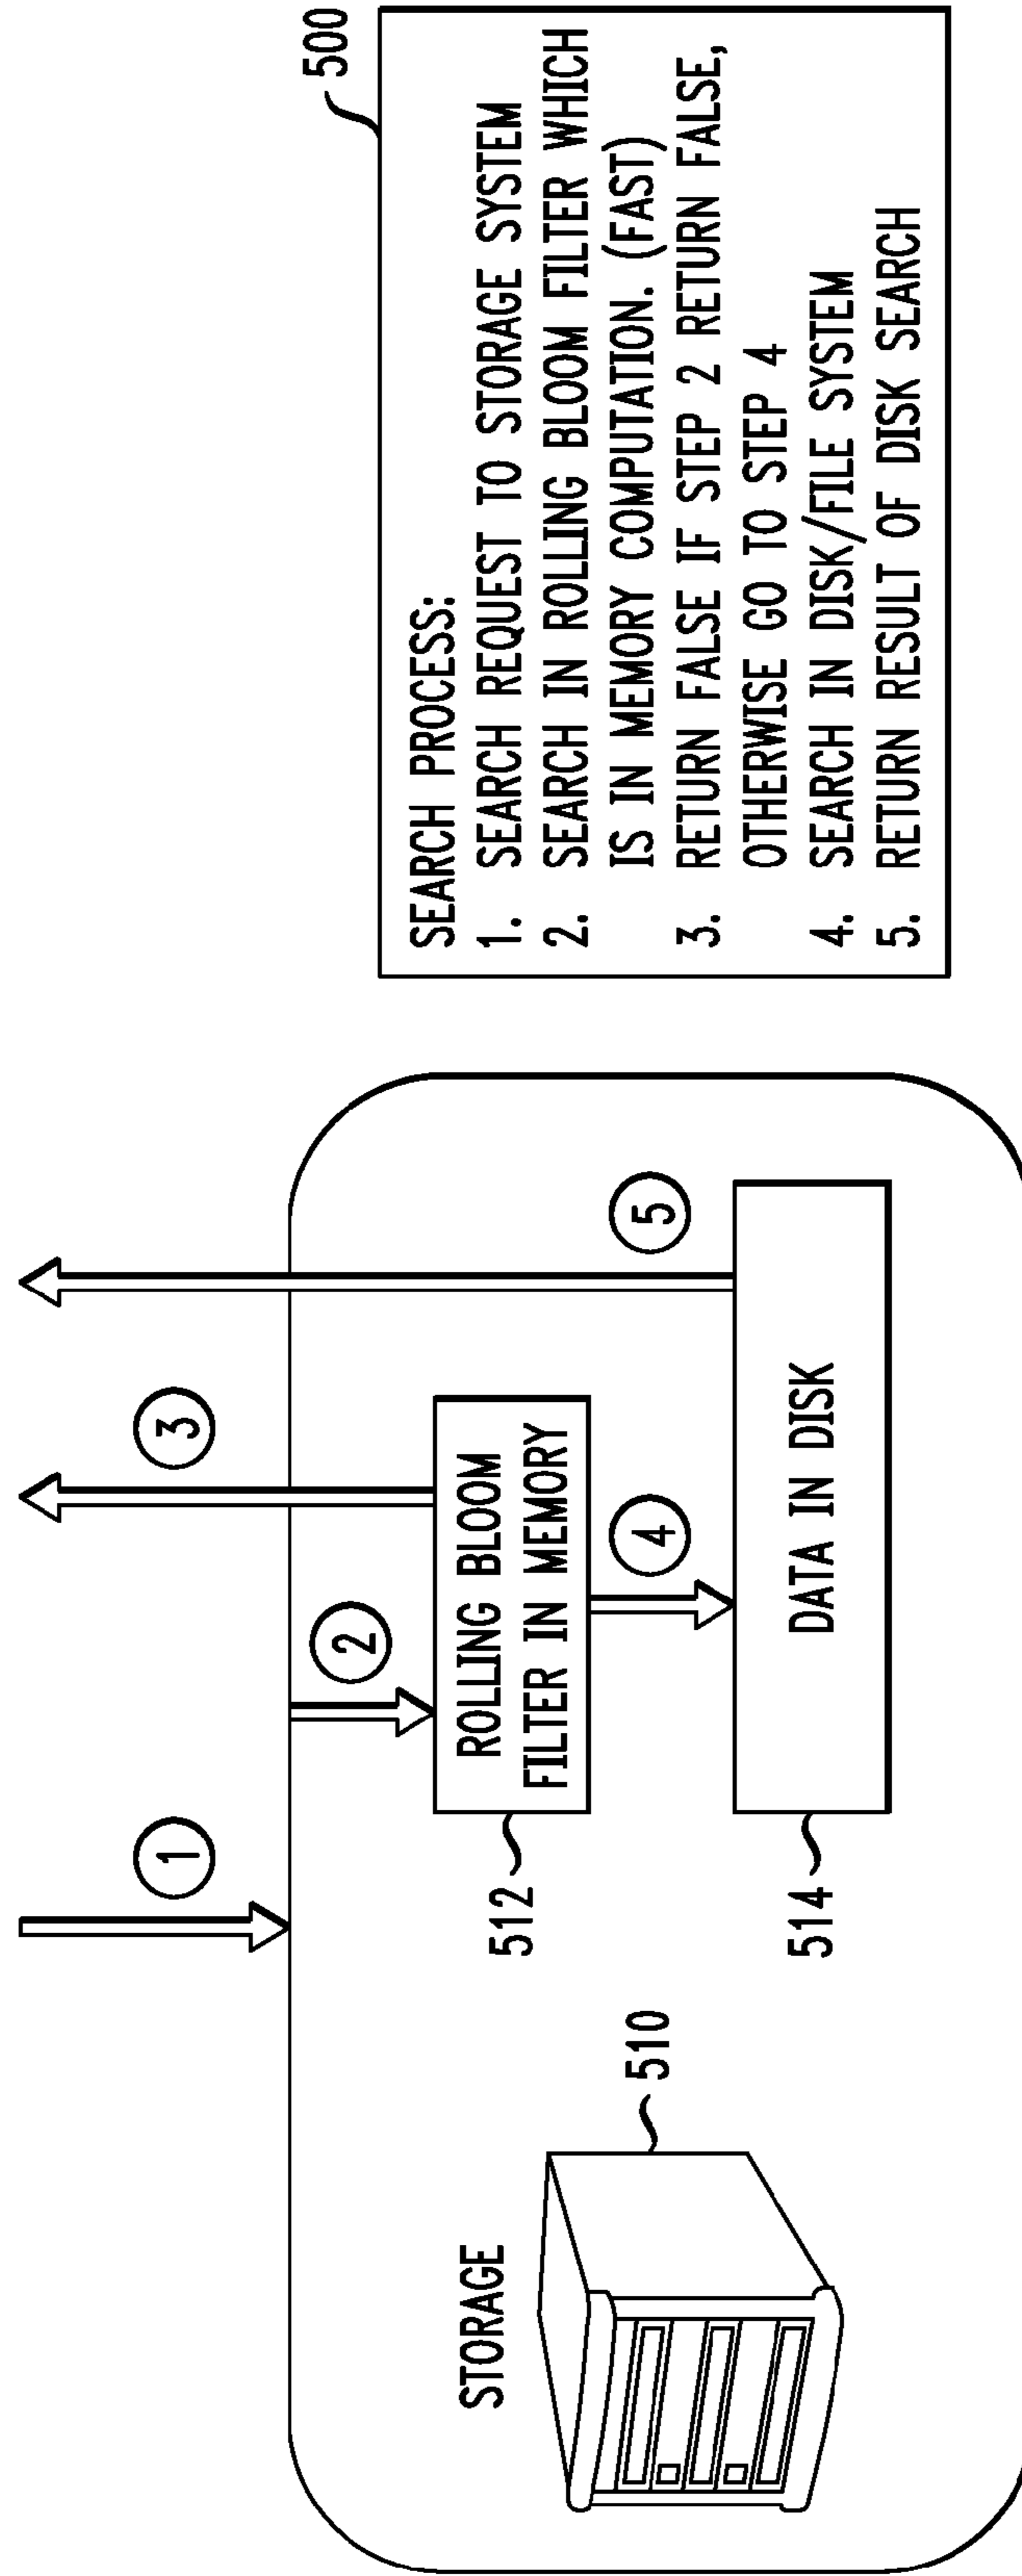 STORAGE
510
1
2
3
4
5
512
ROLLING BLOOM
FILTER IN MEMORY
514
DATA IN DISK
500
SEARCH PROCESS:
1. SEARCH REQUEST TO STORAGE SYSTEM
2. SEARCH IN ROLLING BLOOM FILTER WHICH
IS IN MEMORY COMPUTATION. (FAST)
3. RETURN FALSE IF STEP 2 RETURN FALSE,
OTHERWISE GO TO STEP 4
4. SEARCH IN DISK/FILE SYSTEM
5. RETURN RESULT OF DISK SEARCH